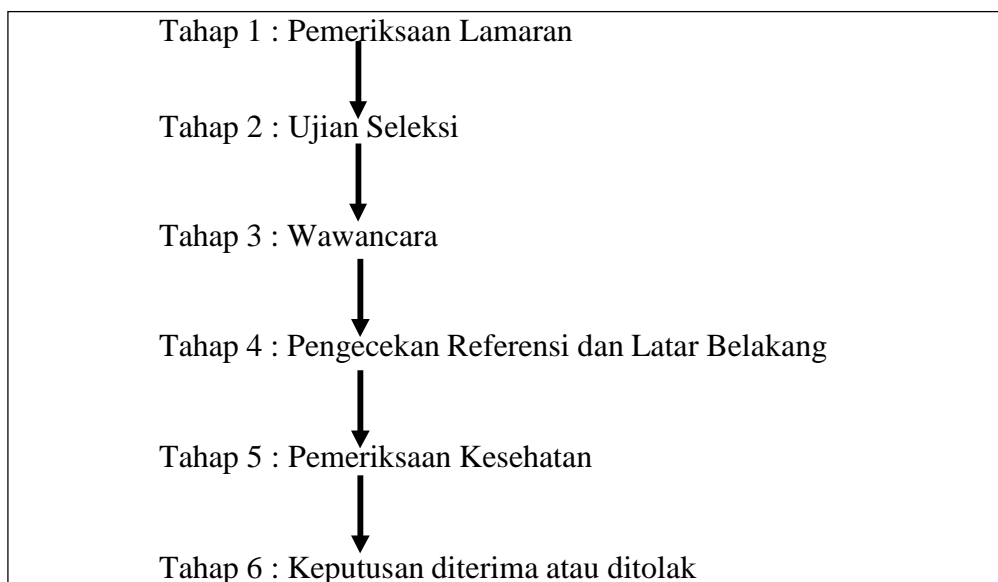 Tahap 1 : Pemeriksaan Lamaran
Tahap 2 : Ujian Seleksi
Tahap 3 : Wawancara
Tahap 4 : Pengecekan Referensi dan Latar Belakang
Tahap 5 : Pemeriksaan Kesehatan
Tahap 6 : Keputusan diterima atau ditolak